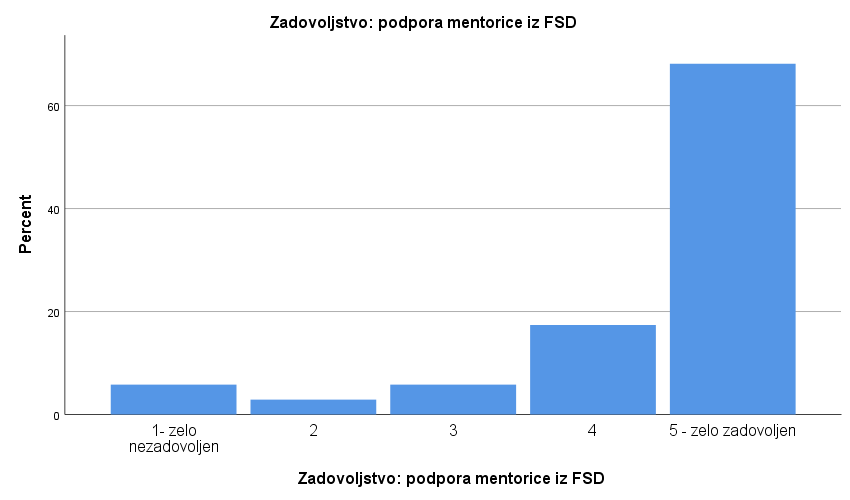 Zadovoljstvo: podpora mentorice iz FSD
Percent
60
40
20
0
1- zelo
nezadovoljen
2
3
4
5 - zelo zadovoljen
Zadovoljstvo: podpora mentorice iz FSD